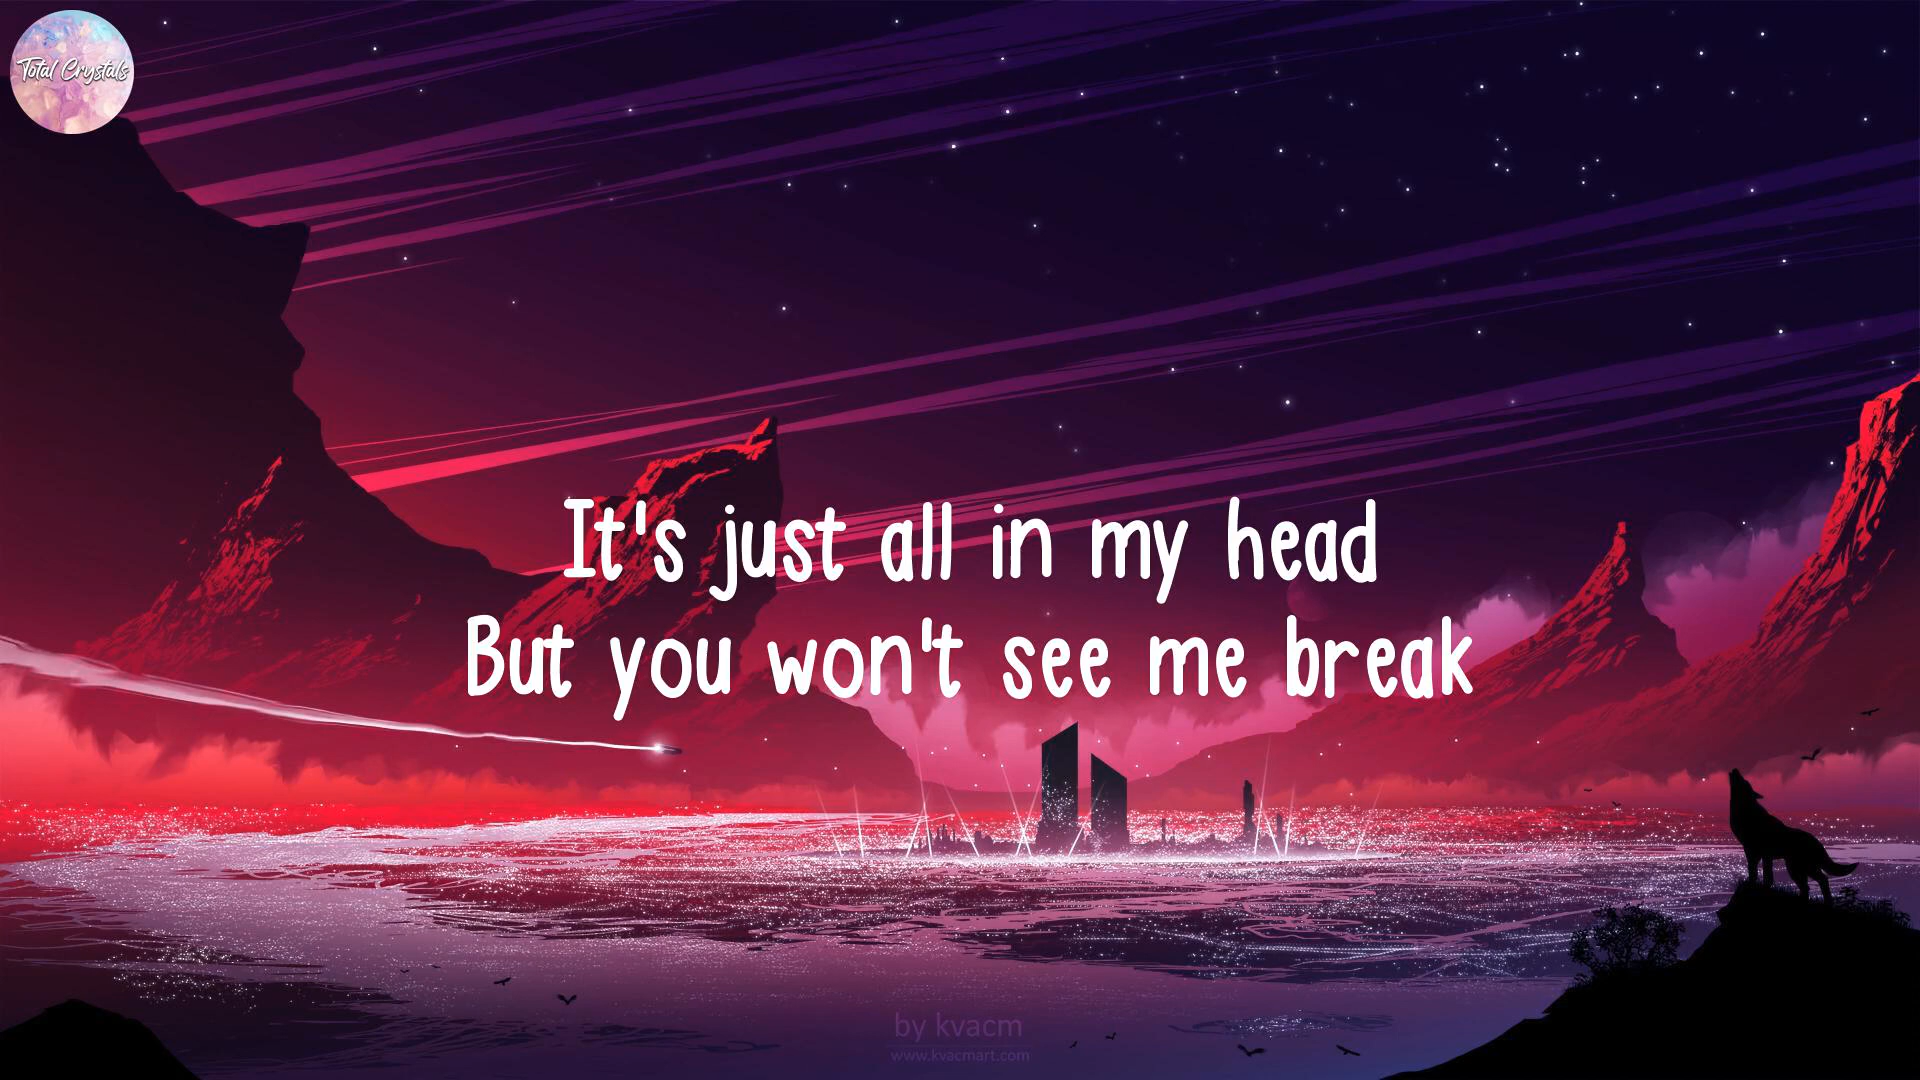 Total Crystals
It's just all in my head
But you won't see me break
by kvacm
www.kvacmart.com